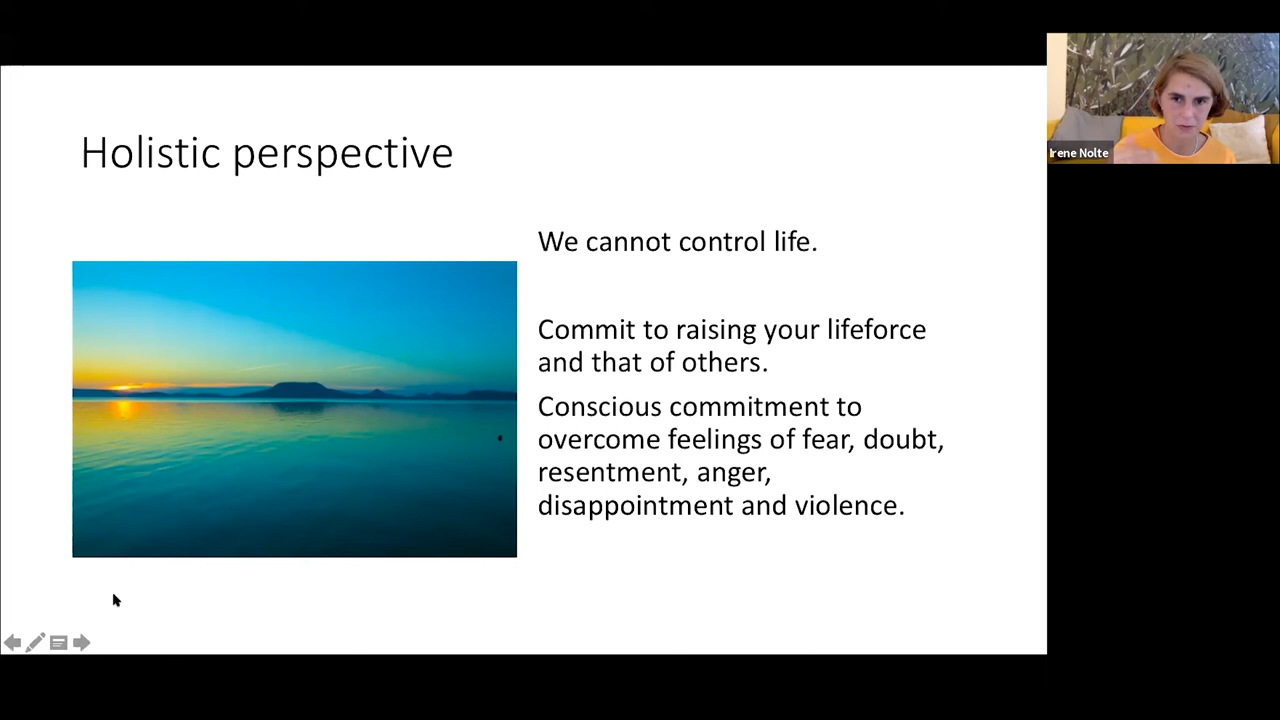 Holistic perspective
Irene Nolte
We cannot control life.
Commit to raising your lifeforce
and that of others.
Conscious commitment to
overcome feelings of fear, doubt,
resentment, anger,
disappointment and violence.